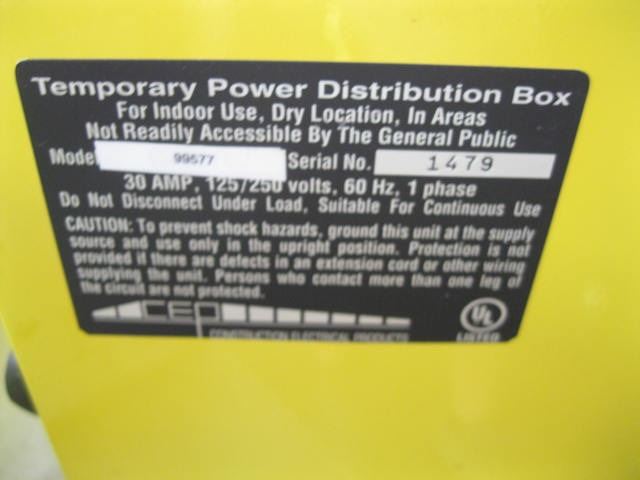 Temporary Power Distribution Box
For Indoor Use, Dry Location, In Areas
Not Readily Accessible By The General Public
Model 99577 Serial No. 1479
30 AMP, 125/250 volts, 60 Hz, 1 phase
Do Not Disconnect Under Load, Suitable For Continuous Use
CAUTION: To prevent shock hazards, ground this unit at the supply
source and use only in the upright position. Protection is not
provided if there are defects in an extension cord or other wiring
supplying the unit. Persons who contact more than one leg of
the circuit are not protected.
CEP
CONSTRUCTION ELECTRICAL PRODUCTS
UL
LISTED